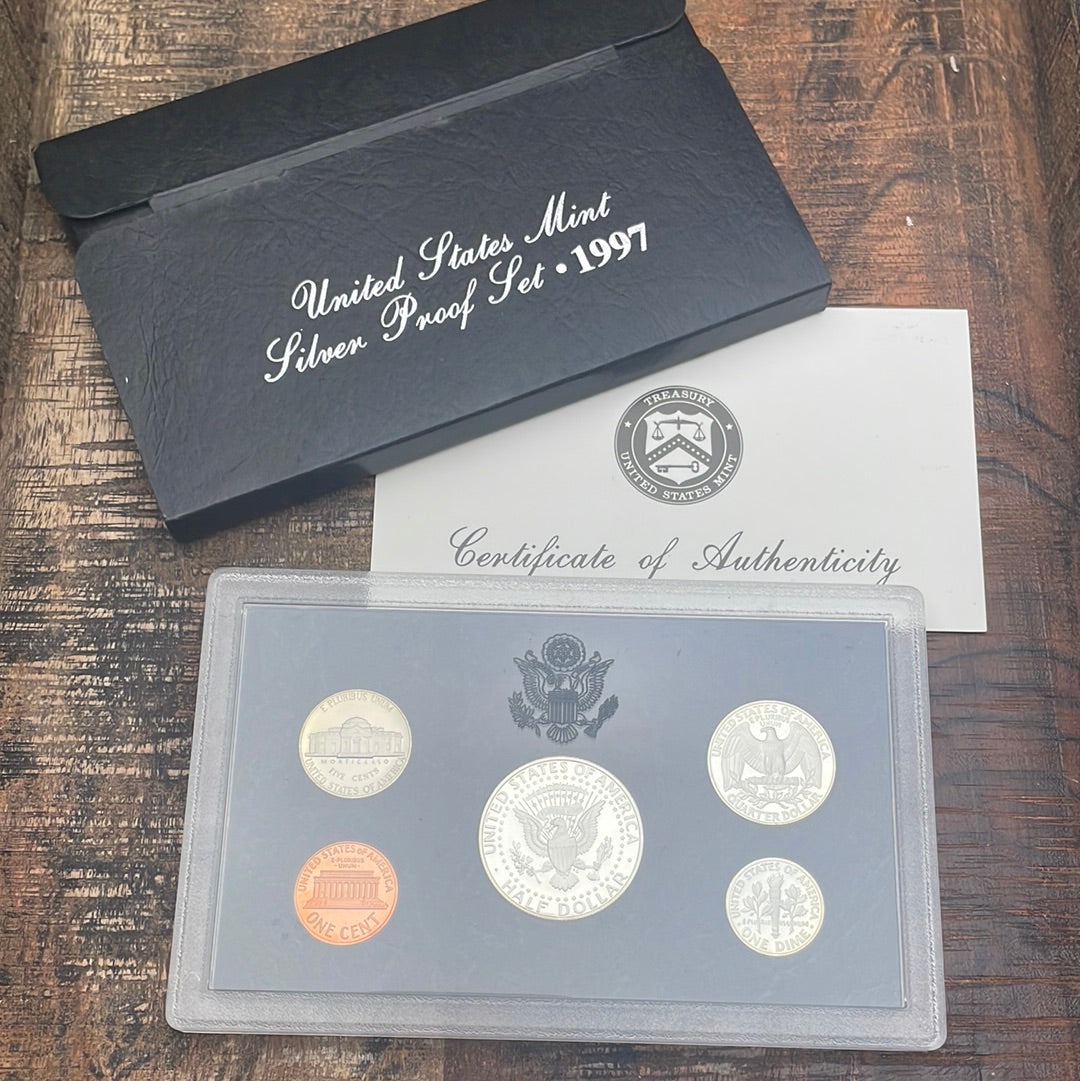 United States Mint
Silver Proof Set • 1997
TREASURY
UNITED STATES MINT
Certificate of Authenticity
E PLURIBUS UNUM
MONTICELLO
FIVE CENTS
UNITED STATES OF AMERICA
UNITED STATES OF AMERICA
HALF DOLLAR
UNITED STATES OF AMERICA
E PLURIBUS
UNUM
QUARTER DOLLAR
UNITED STATES OF AMERICA
E PLURIBUS
UNUM
ONE CENT
UNITED STATES OF AMERICA
ONE DIME